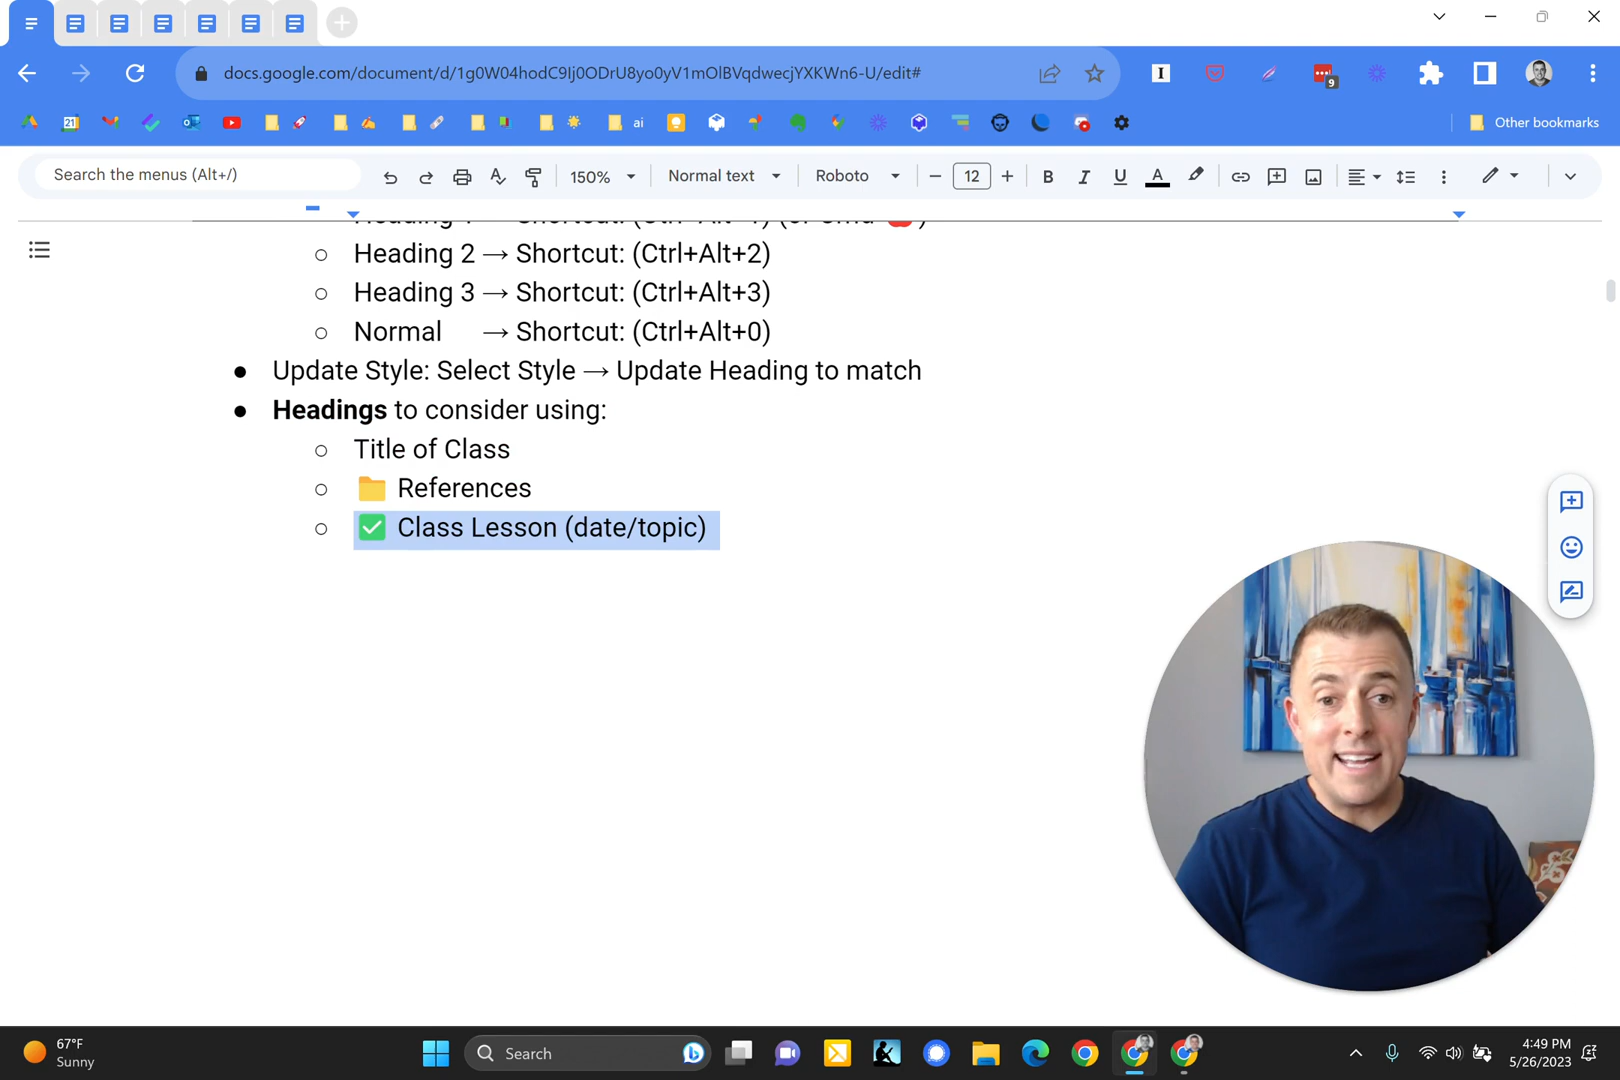 docs.google.com/document/d/1g0W04hodC9Ij0ODrU8yo0yV1mOlBVqdwecjYXKWn6-U/edit#
9
21
ai
Other bookmarks
Search the menus (Alt+/)
150%
Normal text
Roboto
12
B
I
U
A
○ Heading 2 → Shortcut: (Ctrl+Alt+2)
○ Heading 3 → Shortcut: (Ctrl+Alt+3)
○ Normal → Shortcut: (Ctrl+Alt+0)
● Update Style: Select Style → Update Heading to match
● Headings to consider using:
○ Title of Class
○ 📁 References
○ ✅ Class Lesson (date/topic)
67°F
Sunny
Search
4:49 PM
5/26/2023